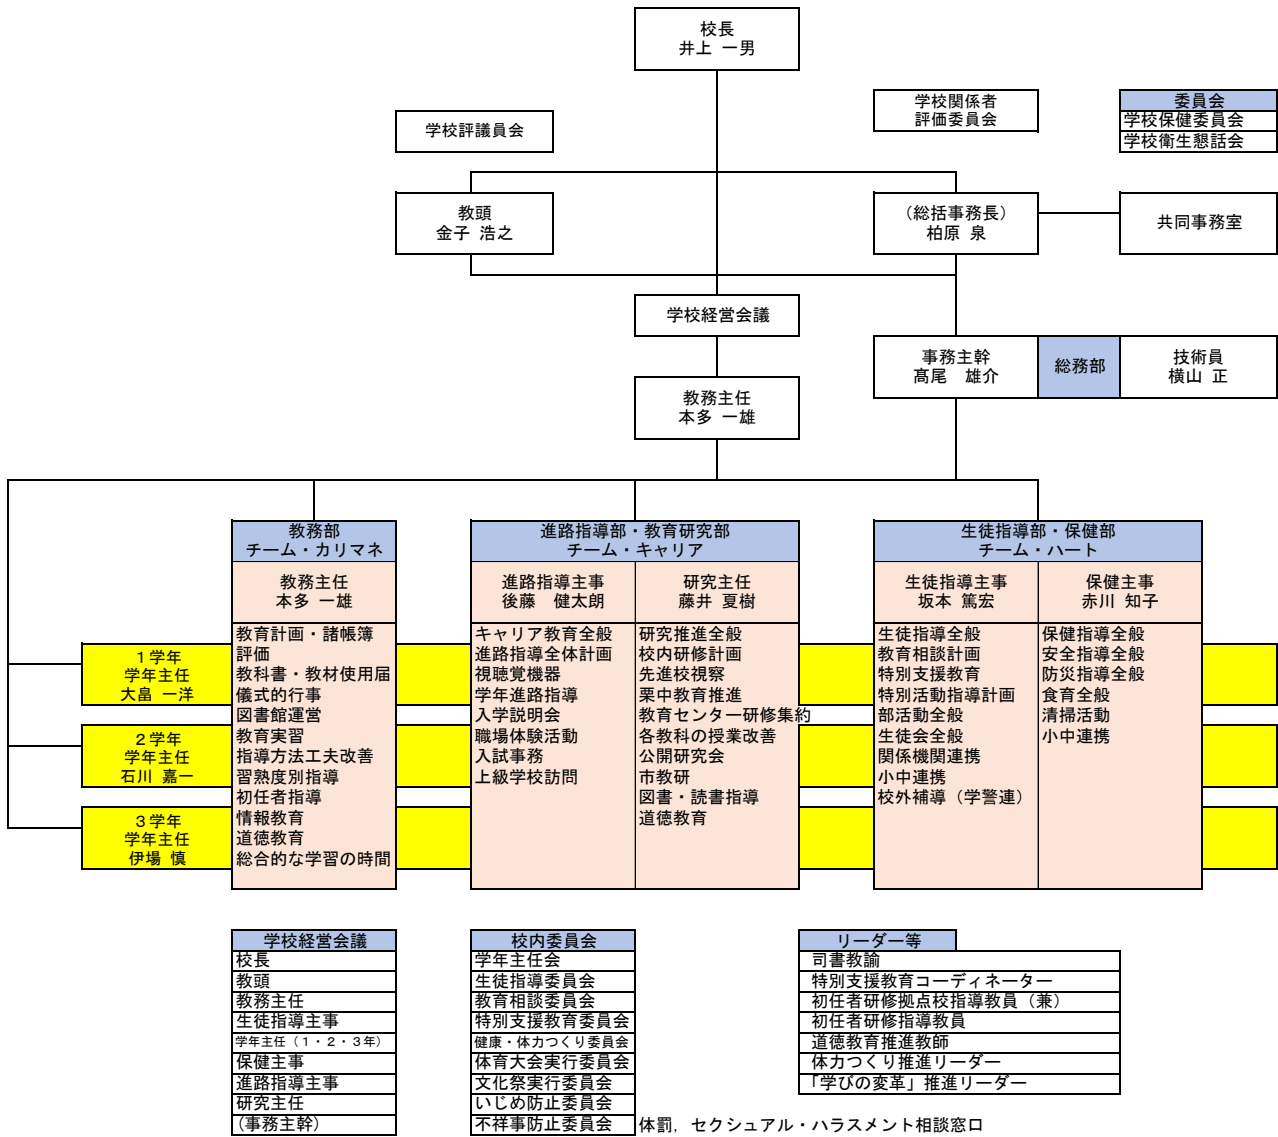 校長
井上 一男
学校評議員会
学校関係者
評価委員会
委員会
学校保健委員会
学校衛生懇話会
教頭
金子 浩之
（総括事務長）
柏原 泉
共同事務室
学校経営会議
事務主幹
髙尾　雄介
総務部
技術員
横山 正
教務主任
本多 一雄
教務部
チーム・カリマネ
教務主任
本多 一雄
教育計画・諸帳簿
評価
教科書・教材使用届
儀式的行事
図書館運営
教育実習
指導方法工夫改善
習熟度別指導
初任者指導
情報教育
道徳教育
総合的な学習の時間
進路指導部・教育研究部
チーム・キャリア
進路指導主事
後藤　健太朗
キャリア教育全般
進路指導全体計画
視聴覚機器
学年進路指導
入学説明会
職場体験活動
入試事務
上級学校訪問
研究主任
藤井 夏樹
研究推進全般
校内研修計画
先進校視察
栗中教育推進
教育センター研修集約
各教科の授業改善
公開研究会
市教研
図書・読書指導
道徳教育
生徒指導部・保健部
チーム・ハート
生徒指導主事
坂本 篤宏
生徒指導全般
教育相談計画
特別支援教育
特別活動指導計画
部活動全般
生徒会全般
関係機関連携
小中連携
校外補導（学警連）
保健主事
赤川 知子
保健指導全般
安全指導全般
防災指導全般
食育全般
清掃活動
小中連携
１学年
学年主任
大畠 一洋
２学年
学年主任
石川 嘉一
３学年
学年主任
伊場 慎
学校経営会議
校長
教頭
教務主任
生徒指導主事
学年主任（１・２・３年）
保健主事
進路指導主事
研究主任
(事務主幹）
校内委員会
学年主任会
生徒指導委員会
教育相談委員会
特別支援教育委員会
健康・体力つくり委員会
体育大会実行委員会
文化祭実行委員会
いじめ防止委員会
不祥事防止委員会
体罰，セクシュアル・ハラスメント相談窓口
リーダー等
司書教諭
特別支援教育コーディネーター
初任者研修拠点校指導教員（兼）
初任者研修指導教員
道徳教育推進教師
体力つくり推進リーダー
「学びの変革」推進リーダー